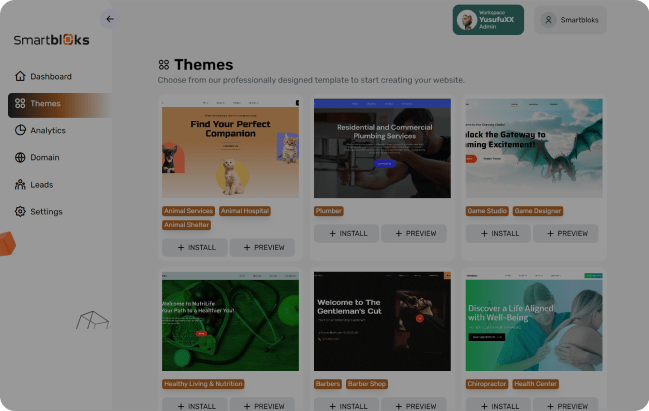 Workspace
YusufuXX
Admin
Smartbloks
Smartbloks
Dashboard
Themes
Analytics
Domain
Leads
Settings
Themes
Choose from our professionally designed template to start creating your website.
Find Your Perfect
Companion
Animal Services
Animal Hospital
Animal Shelter
+ INSTALL
+ PREVIEW
Residential and Commercial
Plumbing Services
Plumber
+ INSTALL
+ PREVIEW
lock the Gateway to
ming Excitement!
Game Studio
Game Designer
+ INSTALL
+ PREVIEW
Welcome to NutriLife
Your Path to a Healthier You!
Healthy Living & Nutrition
+ INSTALL
+ PREVIEW
Welcome to The
Gentleman's Cut
Barbers
Barber Shop
+ INSTALL
+ PREVIEW
Discover a Life Aligned
with Well-Being
Chiropractor
Health Center
+ INSTALL
+ PREVIEW